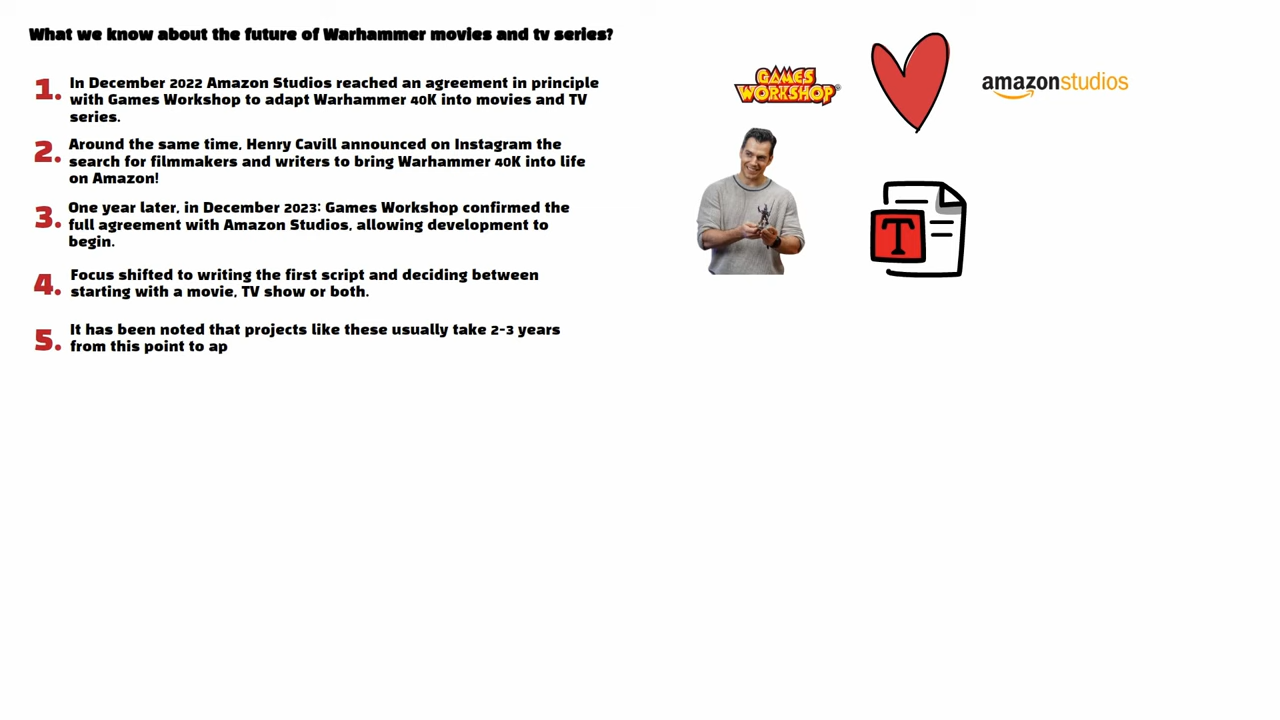 What we know about the future of Warhammer movies and tv series?
1. In December 2022 Amazon Studios reached an agreement in principle
with Games Workshop to adapt Warhammer 40K into movies and TV
series.
2. Around the same time, Henry Cavill announced on Instagram the
search for filmmakers and writers to bring Warhammer 40K into life
on Amazon!
3. One year later, in December 2023: Games Workshop confirmed the
full agreement with Amazon Studios, allowing development to
begin.
4. Focus shifted to writing the first script and deciding between
starting with a movie, TV show or both.
5. It has been noted that projects like these usually take 2-3 years
from this point to ap
GAMES
WORKSHOP®
amazonstudios
T